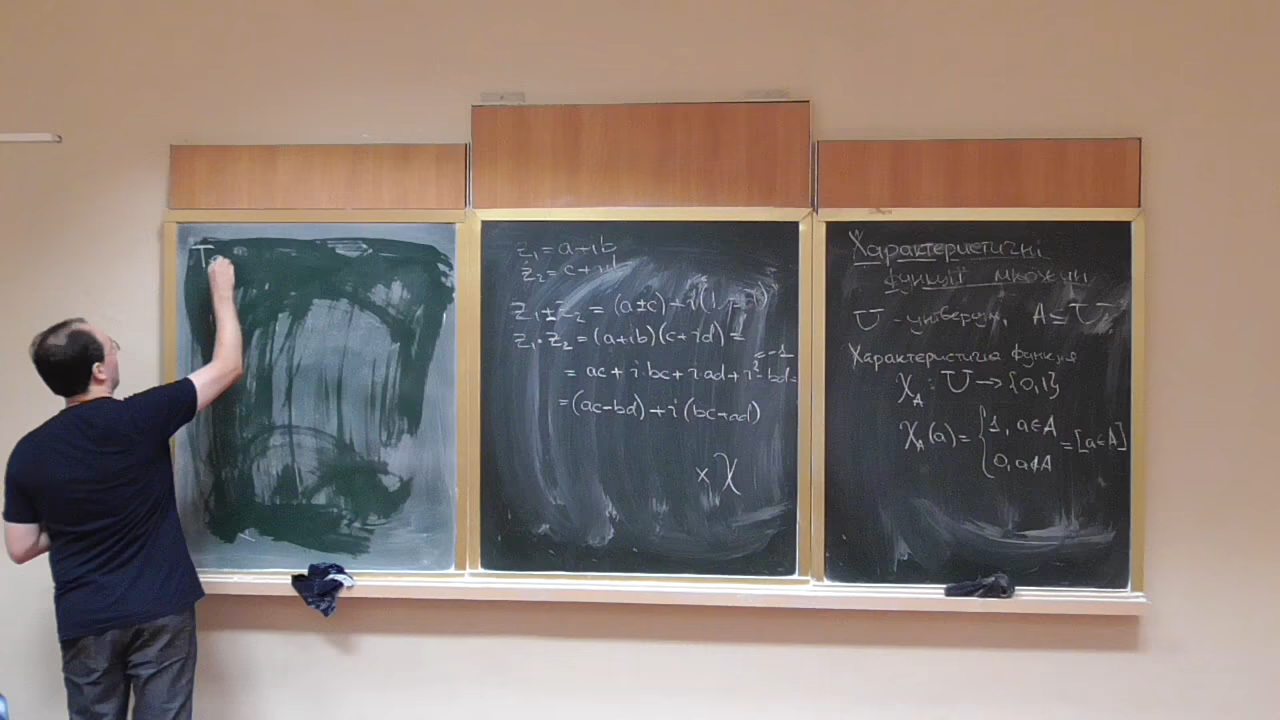 T
z₁ = a+ib
z₂ = c+id
z₁ ± z₂ = (a±c) + i(b±d)
z₁·z₂ = (a+ib)(c+id) =
= ac + i·bc + i·ad + i²·bd =
= -1
= (ac-bd) + i(bc+ad)
× χ
Характеристичні
функції множин
U - універсум, A ⊆ U
Характеристична функція
χ_A : U → {0,1}
χ_A(a) = { 1, a∈A
0, a∉A
= [a∈A]